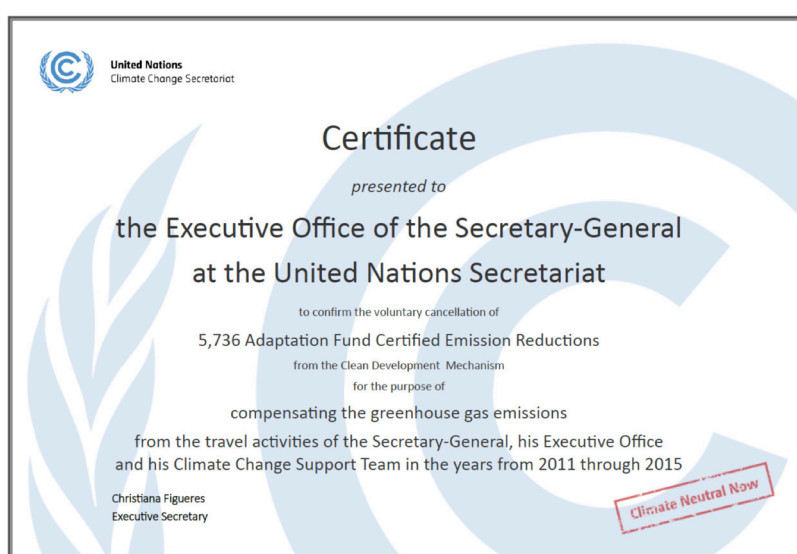 United Nations
Climate Change Secretariat
Certificate
presented to
the Executive Office of the Secretary-General
at the United Nations Secretariat
to confirm the voluntary cancellation of
5,736 Adaptation Fund Certified Emission Reductions
from the Clean Development Mechanism
for the purpose of
compensating the greenhouse gas emissions
from the travel activities of the Secretary-General, his Executive Office
and his Climate Change Support Team in the years from 2011 through 2015
Christiana Figueres
Executive Secretary
Climate Neutral Now